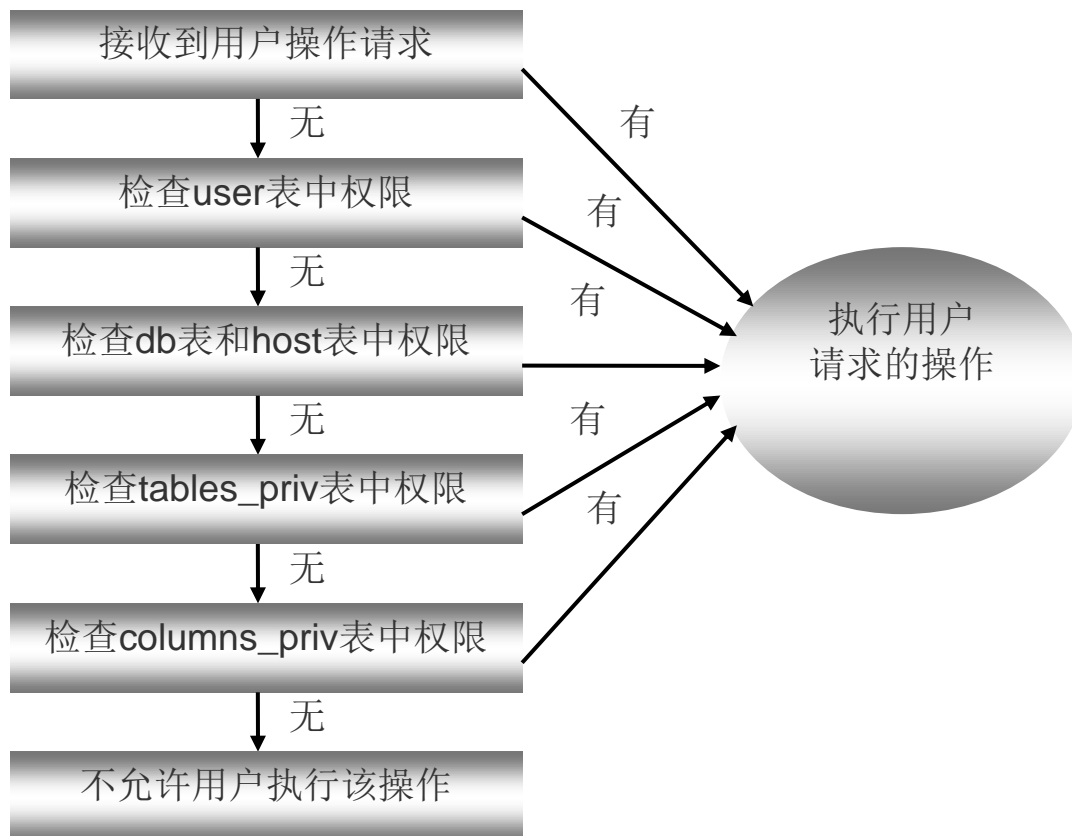 接收到用户操作请求
无
有
检查user表中权限
有
无
有
检查db表和host表中权限
执行用户
请求的操作
无
有
检查tables_priv表中权限
有
无
检查columns_priv表中权限
无
不允许用户执行该操作